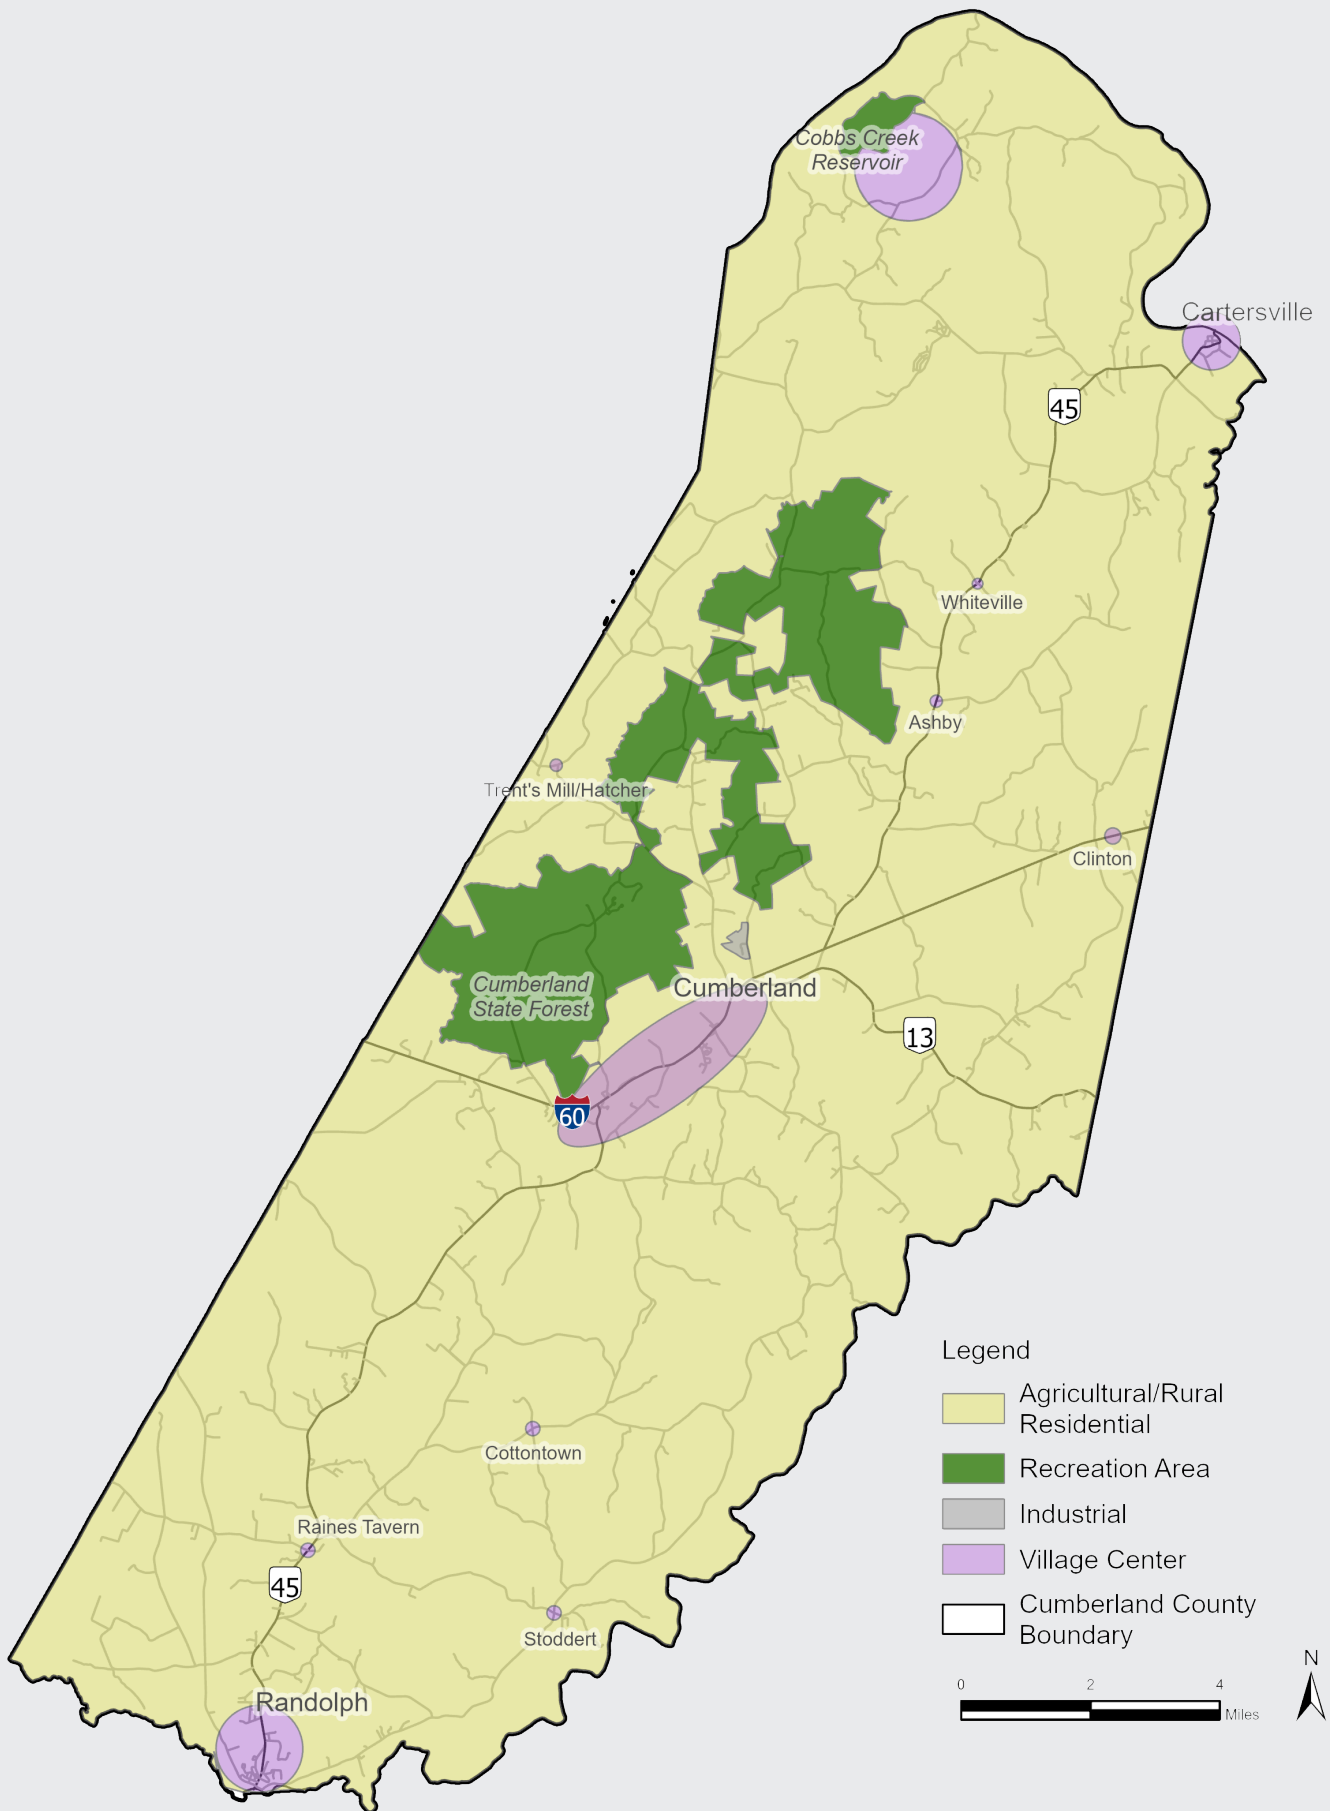 Cobbs Creek
Reservoir
Cartersville
45
Whiteville
Ashby
Trent's Mill/Hatcher
Clinton
Cumberland
State Forest
Cumberland
13
60
Cottontown
Raines Tavern
45
Stoddert
Randolph
Legend
Agricultural/Rural
Residential
Recreation Area
Industrial
Village Center
Cumberland County
Boundary
0 2 4
Miles
N